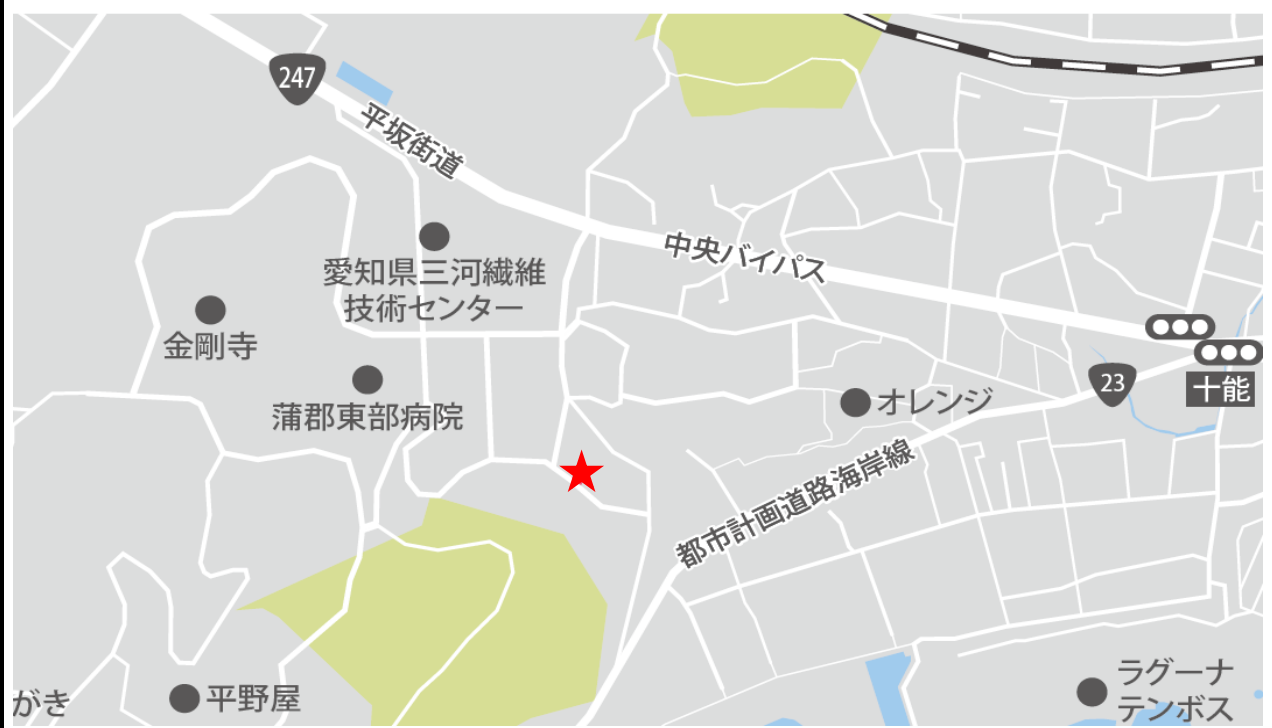 247
平坂街道
愛知県三河繊維
技術センター
中央バイパス
金剛寺
蒲郡東部病院
オレンジ
23
十能
都市計画道路海岸線
がき
平野屋
ラグーナ
テンボス